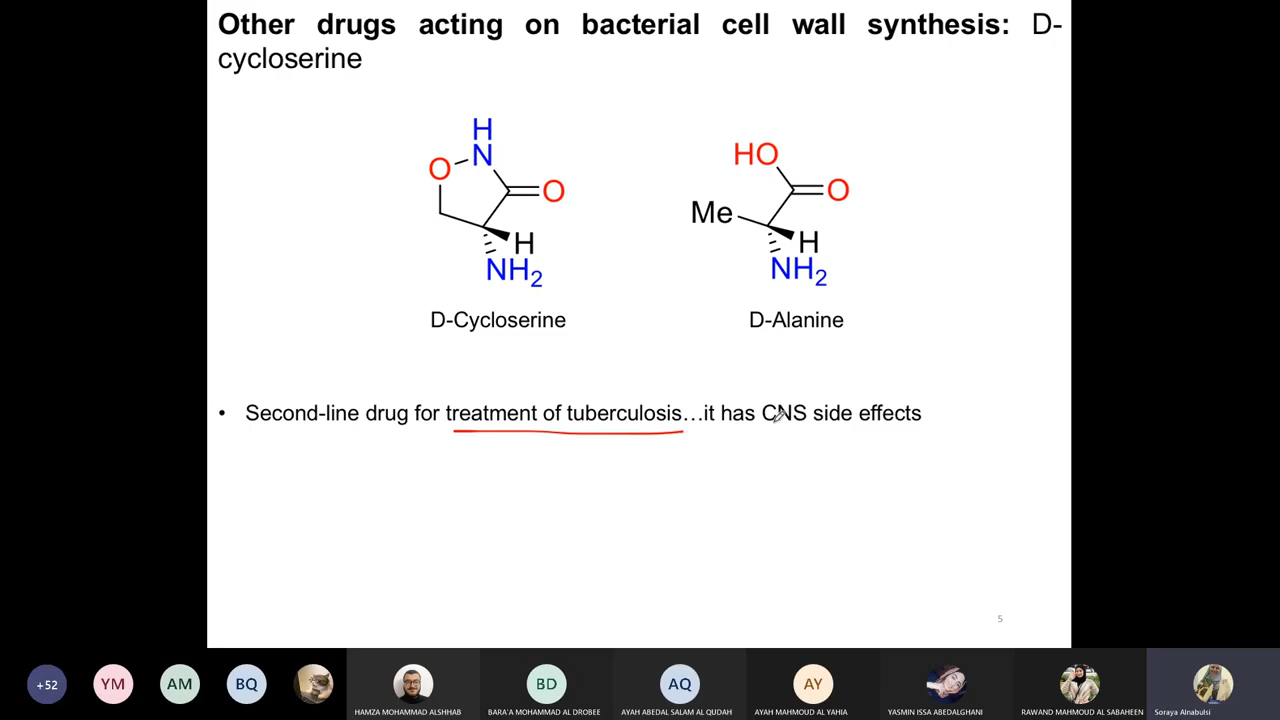 Other drugs acting on bacterial cell wall synthesis: D-
cycloserine
H
O N
O
H
NH2
D-Cycloserine
HO
O
Me
H
NH2
D-Alanine
• Second-line drug for treatment of tuberculosis…it has CNS side effects
5
+52 YM AM BQ BD AQ AY
HAMZA MOHAMMAD ALSHHAB BARA'A MOHAMMAD AL DROBEE AYAH ABEDAL SALAM AL QUDAH AYAH MAHMOUD AL YAHIA YASMIN ISSA ABEDALGHANI RAWAND MAHMOUD AL SABAHEEN Soraya Alnabulsi